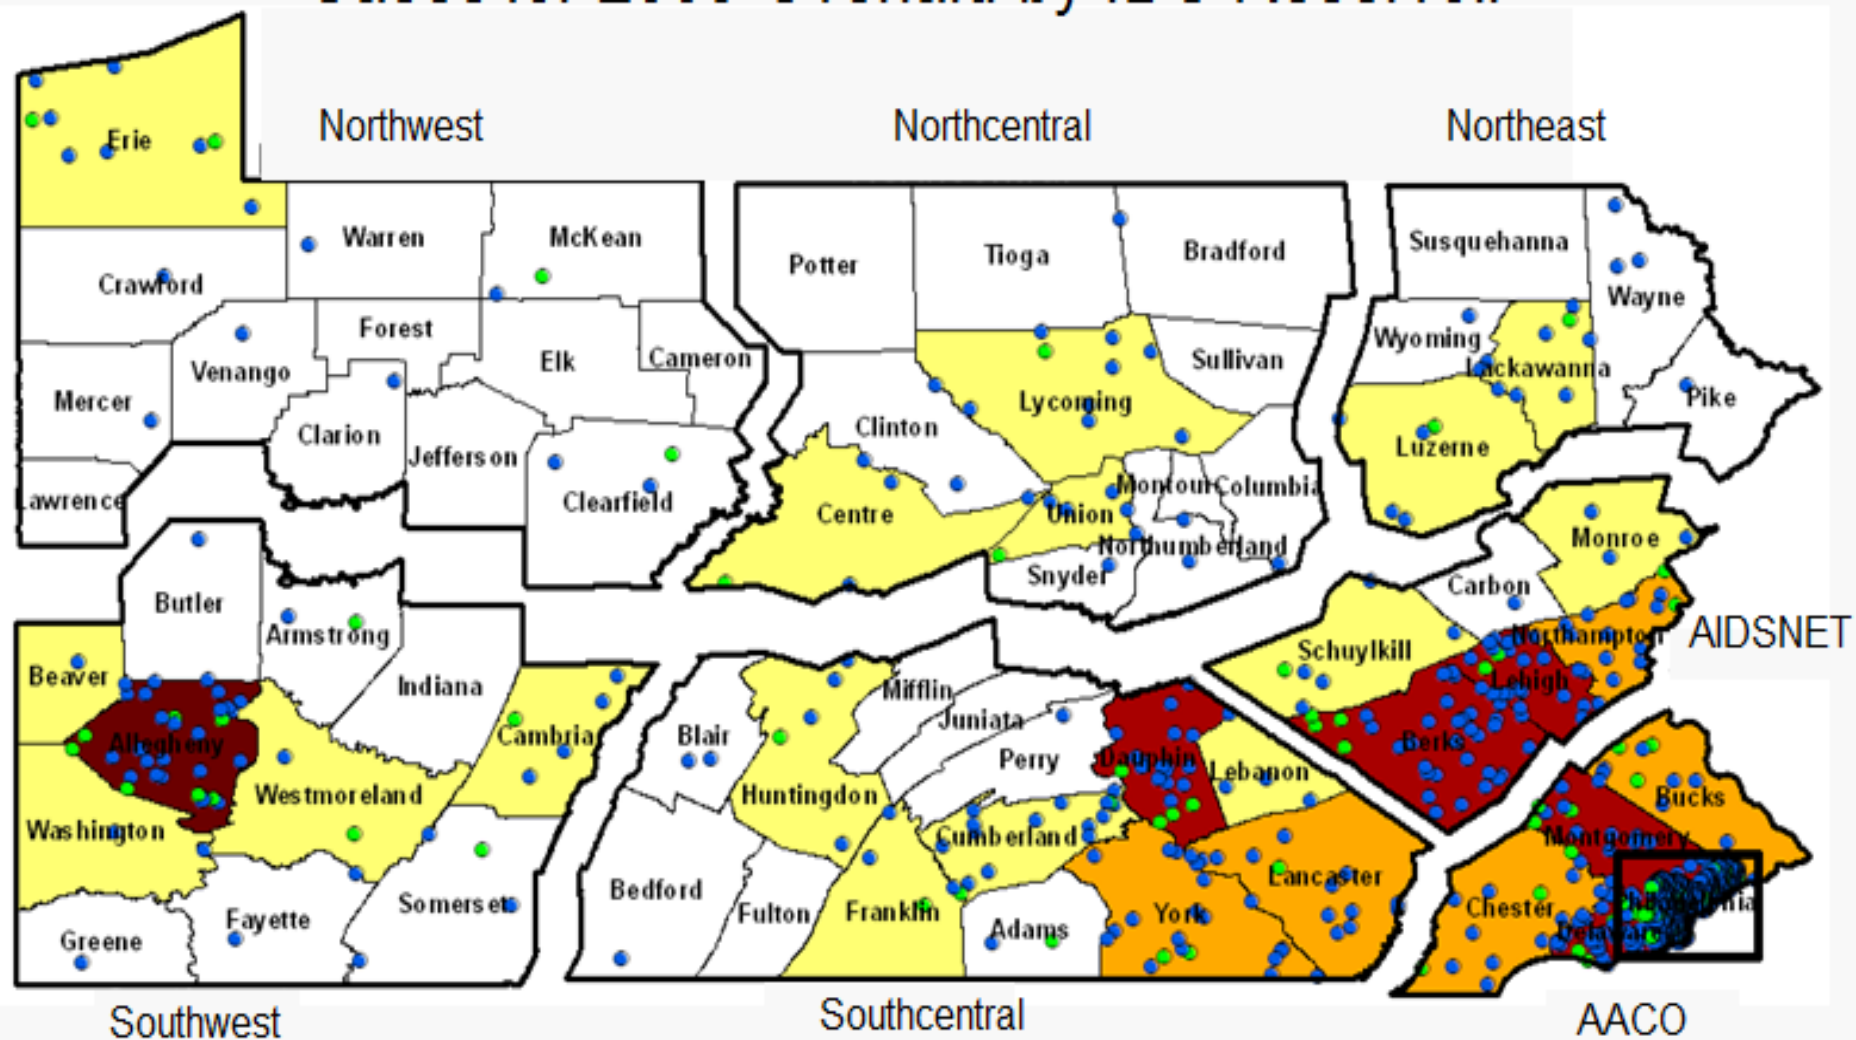 Northwest
Northcentral
Northeast
Erie
Warren
McKean
Crawford
Forest
Venango
Elk
Cameron
Mercer
Clarion
Jefferson
Clearfield
Lawrence
Potter
Tioga
Bradford
Sullivan
Lycoming
Clinton
Centre
Union
Montour
Columbia
Northumberland
Snyder
Susquehanna
Wayne
Wyoming
Lackawanna
Pike
Luzerne
Monroe
Carbon
Northampton
AIDSNET
Schuylkill
Lehigh
Berks
Butler
Armstrong
Beaver
Indiana
Allegheny
Cambria
Westmoreland
Washington
Somerset
Fayette
Greene
Mifflin
Juniata
Blair
Perry
Dauphin
Lebanon
Huntingdon
Cumberland
Bedford
Fulton
Franklin
Adams
York
Lancaster
Bucks
Montgomery
Chester
Philadelphia
Delaware
Southwest
Southcentral
AACO